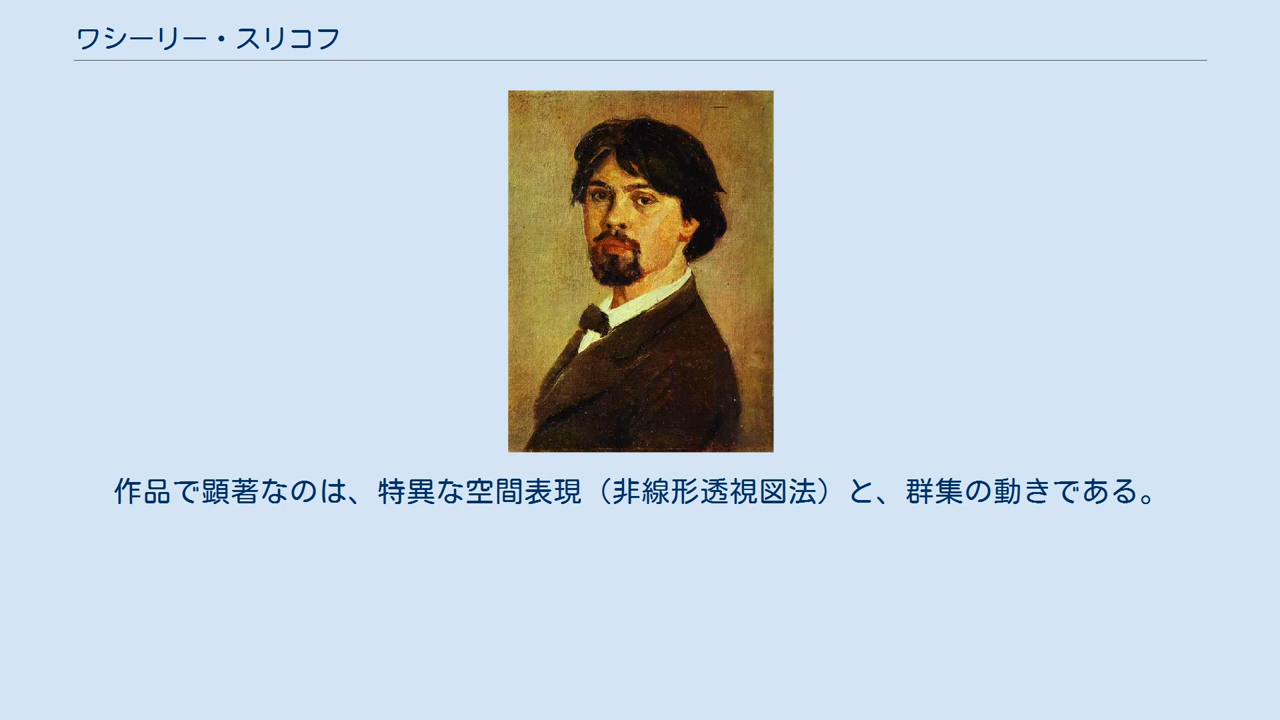 ワシーリー・スリコフ
作品で顕著なのは、特異な空間表現（非線形透視図法）と、群集の動きである。